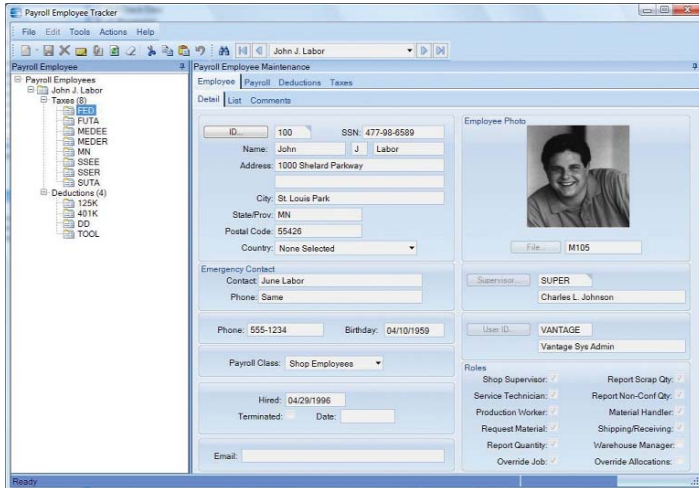 Payroll Employee Tracker
File Edit Tools Actions Help
John J. Labor
Payroll Employee
Payroll Employees
John J. Labor
Taxes (8)
FED
FUTA
MEDEE
MEDER
MN
SSEE
SSER
SUTA
Deductions (4)
125K
401K
DD
TOOL
Payroll Employee Maintenance
Employee Payroll Deductions Taxes
Detail List Comments
ID... 100 SSN: 477-98-6589
Name: John J Labor
Address: 1000 Shelard Parkway
City: St. Louis Park
State/Prov: MN
Postal Code: 55426
Country: None Selected
Emergency Contact
Contact: June Labor
Phone: Same
Phone: 555-1234 Birthday: 04/10/1959
Payroll Class: Shop Employees
Hired: 04/29/1996
Terminated: Date:
Email:
Employee Photo
File... M105
Supervisor... SUPER
Charles L. Johnson
User ID... VANTAGE
Vantage Sys Admin
Roles
Shop Supervisor: Report Scrap Qty:
Service Technician: Report Non-Conf Qty:
Production Worker: Material Handler:
Request Material: Shipping/Receiving:
Report Quantity: Warehouse Manager:
Override Job: Override Allocations:
Ready